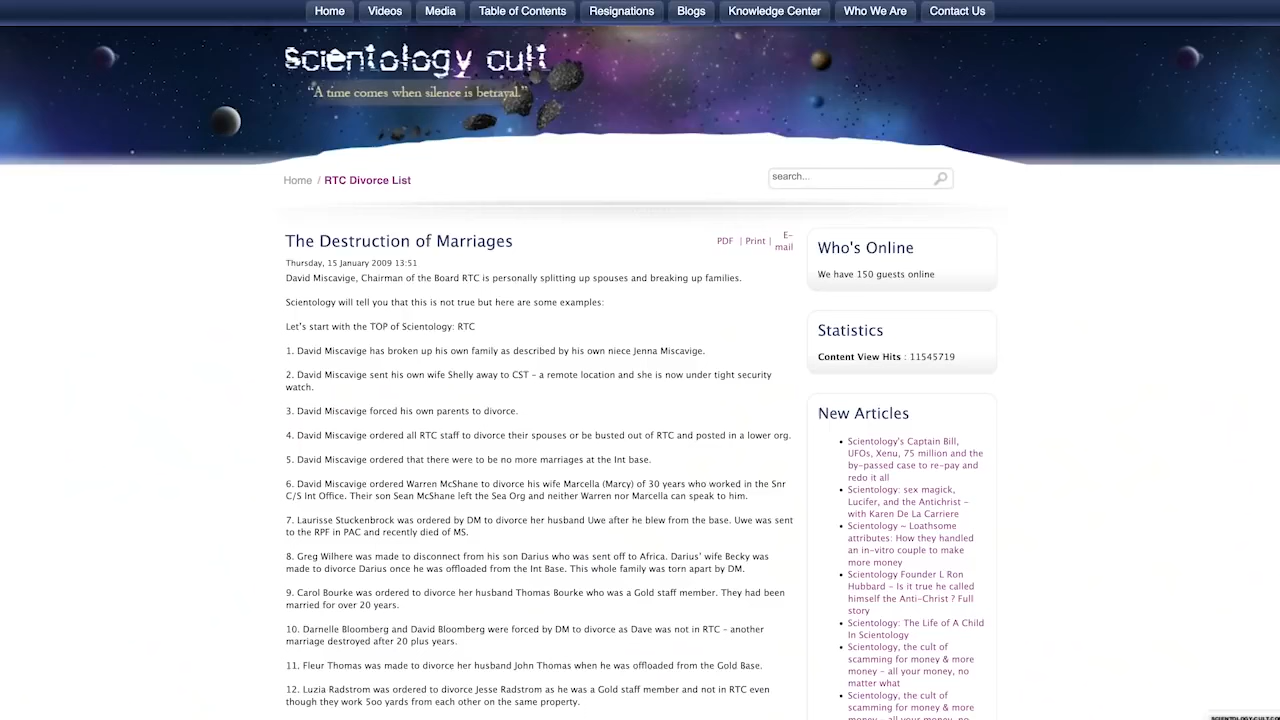 Home Videos Media Table of Contents Resignations Blogs Knowledge Center Who We Are Contact Us
Scientology cult
"A time comes when silence is betrayal."
Home / RTC Divorce List
search...
The Destruction of Marriages
PDF | Print | E-
mail
Thursday, 15 January 2009 13:51
David Miscavige, Chairman of the Board RTC is personally splitting up spouses and breaking up families.
Scientology will tell you that this is not true but here are some examples:
Let's start with the TOP of Scientology: RTC
1. David Miscavige has broken up his own family as described by his own niece Jenna Miscavige.
2. David Miscavige sent his own wife Shelly away to CST – a remote location and she is now under tight security
watch.
3. David Miscavige forced his own parents to divorce.
4. David Miscavige ordered all RTC staff to divorce their spouses or be busted out of RTC and posted in a lower org.
5. David Miscavige ordered that there were to be no more marriages at the Int base.
6. David Miscavige ordered Warren McShane to divorce his wife Marcella (Marcy) of 30 years who worked in the Snr
C/S Int Office. Their son Sean McShane left the Sea Org and neither Warren nor Marcella can speak to him.
7. Laurisse Stuckenbrock was ordered by DM to divorce her husband Uwe after he blew from the base. Uwe was sent
to the RPF in PAC and recently died of MS.
8. Greg Wilhere was made to disconnect from his son Darius who was sent off to Africa. Darius' wife Becky was
made to divorce Darius once he was offloaded from the Int Base. This whole family was torn apart by DM.
9. Carol Bourke was ordered to divorce her husband Thomas Bourke who was a Gold staff member. They had been
married for over 20 years.
10. Darnelle Bloomberg and David Bloomberg were forced by DM to divorce as Dave was not in RTC – another
marriage destroyed after 20 plus years.
11. Fleur Thomas was made to divorce her husband John Thomas when he was offloaded from the Gold Base.
12. Luzia Radstrom was ordered to divorce Jesse Radstrom as he was a Gold staff member and not in RTC even
though they work 5oo yards from each other on the same property.
Who's Online
We have 150 guests online
Statistics
Content View Hits : 11545719
New Articles
• Scientology's Captain Bill,
UFOs, Xenu, 75 million and the
by-passed case to re-pay and
redo it all
• Scientology: sex magick,
Lucifer, and the Antichrist –
with Karen De La Carriere
• Scientology ~ Loathsome
attributes: How they handled
an in-vitro couple to make
more money
• Scientology Founder L Ron
Hubbard – Is it true he called
himself the Anti-Christ ? Full
story
• Scientology: The Life of A Child
In Scientology
• Scientology, the cult of
scamming for money & more
money – all your money, no
matter what
• Scientology, the cult of
scamming for money & more
money – all your money, no